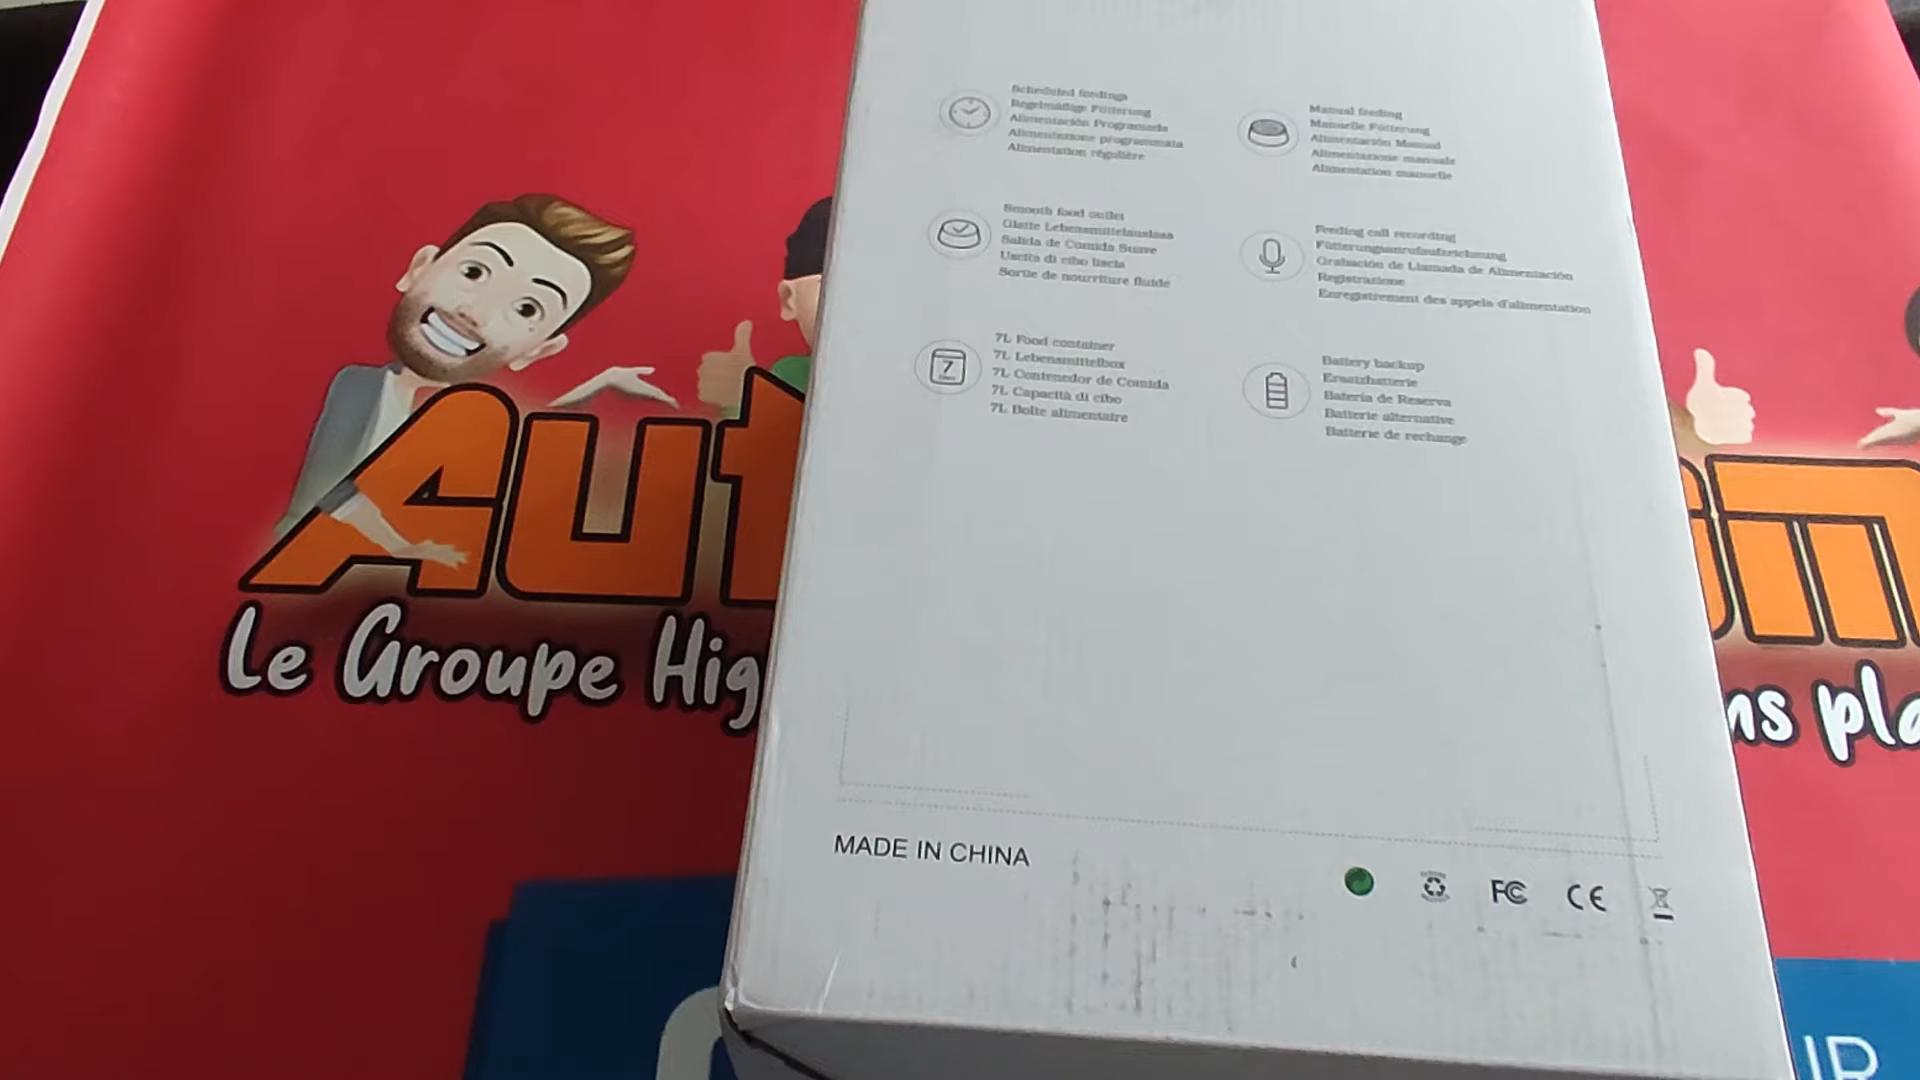 Scheduled feedings
Regelmäßige Fütterung
Alimentación Programada
Alimentazione programmata
Alimentation régulière
Manual feeding
Manuelle Fütterung
Alimentación Manual
Alimentazione manuale
Alimentation manuelle
Smooth food outlet
Glatte Lebensmittelauslass
Salida de Comida Suave
Uscita di cibo liscia
Sortie de nourriture fluide
Feeding call recording
Fütterungsanrufaufzeichnung
Grabación de Llamada de Alimentación
Registrazione
Enregistrement des appels d'alimentation
7
7L Food container
7L Lebensmittelbox
7L Contenedor de Comida
7L Capacità di cibo
7L Boîte alimentaire
Battery backup
Ersatzbatterie
Batería de Reserva
Batterie alternative
Batterie de rechange
MADE IN CHINA
FC CE
Aut
Le Groupe Hig
om
ns pla
IR